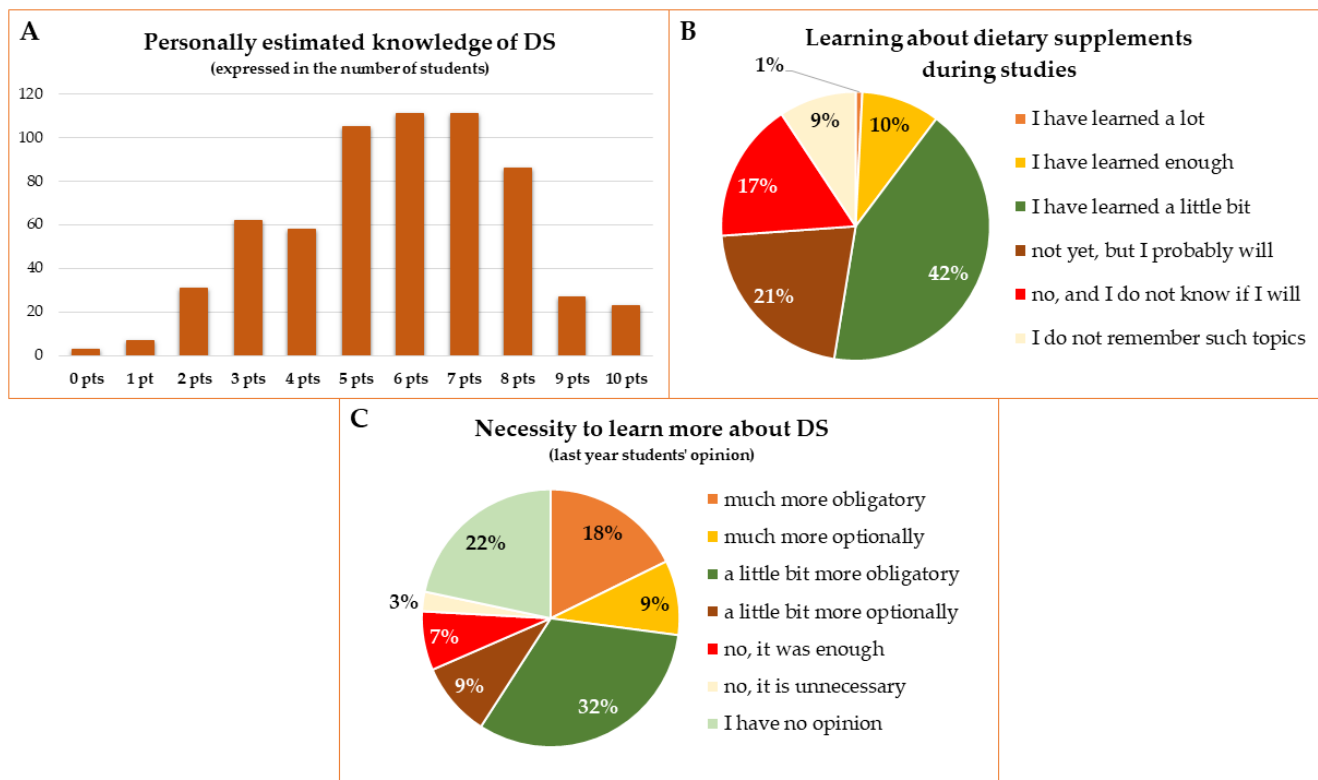 A
Personally estimated knowledge of DS
(expressed in the number of students)
120
100
80
60
40
20
0
0 pts 1 pt 2 pts 3 pts 4 pts 5 pts 6 pts 7 pts 8 pts 9 pts 10 pts
B
Learning about dietary supplements
during studies
1%
9%
10%
17%
42%
21%
I have learned a lot
I have learned enough
I have learned a little bit
not yet, but I probably will
no, and I do not know if I will
I do not remember such topics
C
Necessity to learn more about DS
(last year students' opinion)
22%
18%
3%
9%
7%
9%
32%
much more obligatory
much more optionally
a little bit more obligatory
a little bit more optionally
no, it was enough
no, it is unnecessary
I have no opinion